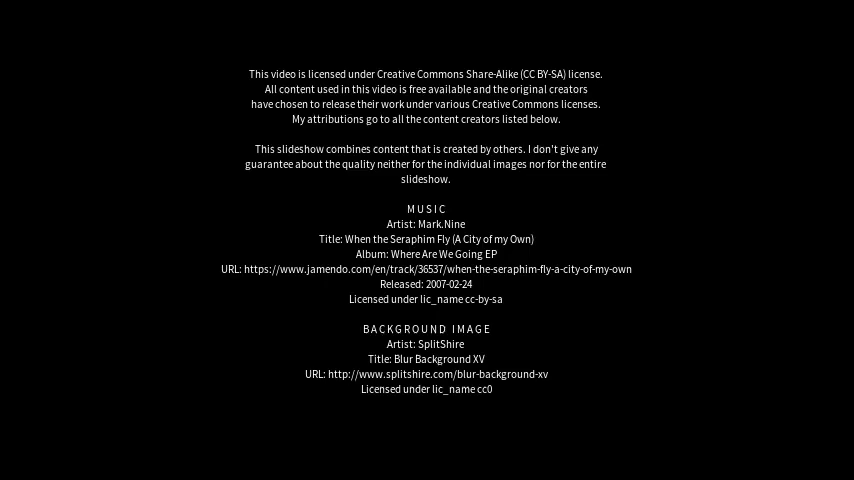 This video is licensed under Creative Commons Share-Alike (CC BY-SA) license.
All content used in this video is free available and the original creators
have chosen to release their work under various Creative Commons licenses.
My attributions go to all the content creators listed below.
This slideshow combines content that is created by others. I don't give any
guarantee about the quality neither for the individual images nor for the entire
slideshow.
MUSIC
Artist: Mark.Nine
Title: When the Seraphim Fly (A City of my Own)
Album: Where Are We Going EP
URL: https://www.jamendo.com/en/track/36537/when-the-seraphim-fly-a-city-of-my-own
Released: 2007-02-24
Licensed under lic_name cc-by-sa
BACKGROUND IMAGE
Artist: SplitShire
Title: Blur Background XV
URL: http://www.splitshire.com/blur-background-xv
Licensed under lic_name cc0